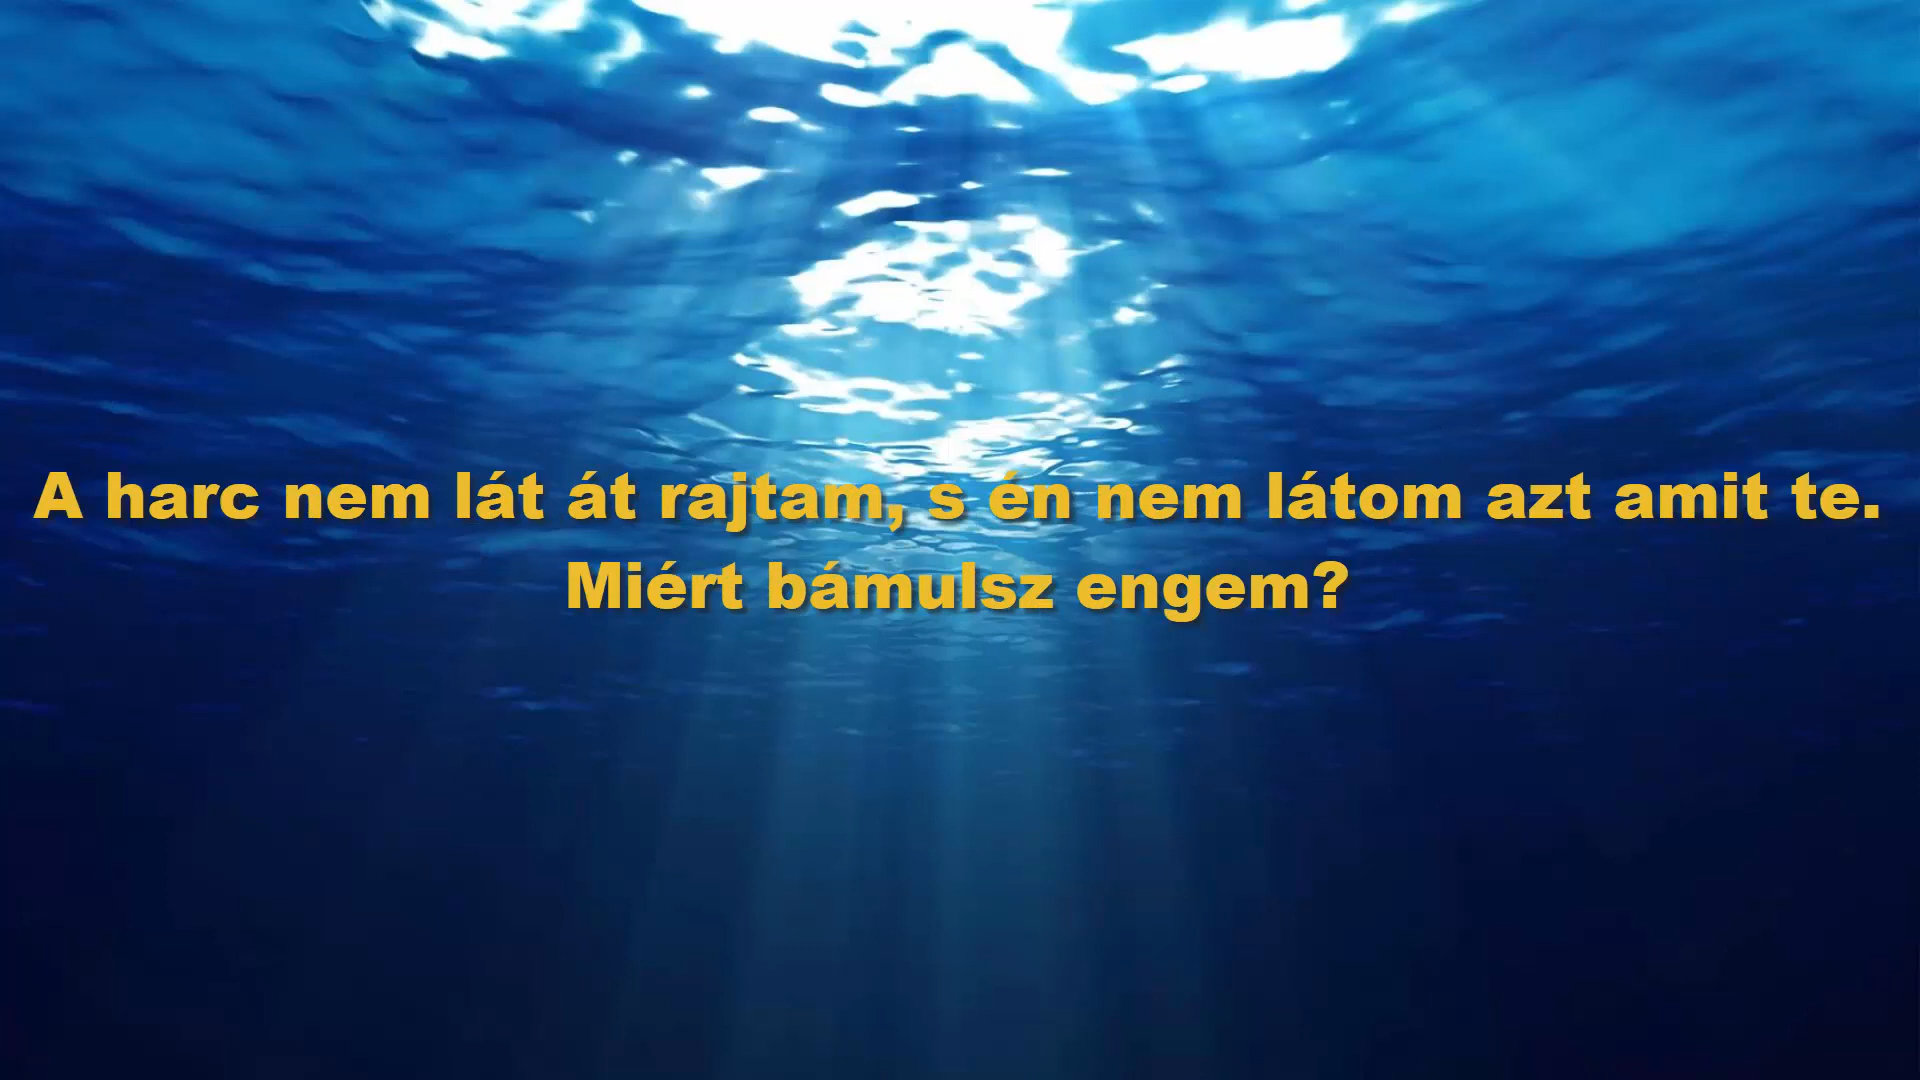 A harc nem lát át rajtam, s én nem látom azt amit te.
Miért bámulsz engem?